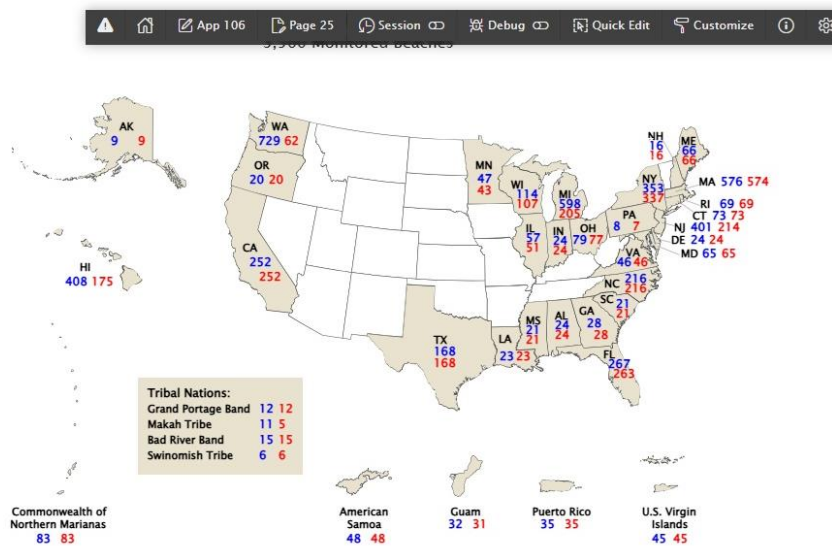 App 106 Page 25 Session Debug Quick Edit Customize
Monitored Beaches
AK
9 9
WA
729 62
OR
20 20
CA
252
252
HI
408 175
MN
47
43
WI
114
107
MI
598
205
IL
57
51
IN
24
24
OH
79 77
PA
8 7
NY
353
337
NH
16
16
ME
66
66
MA 576 574
RI 69 69
CT 73 73
NJ 401 214
DE 24 24
MD 65 65
VA
46 46
NC 216
216
SC 21
21
GA
28
28
AL
24
24
MS
21
21
LA
23 23
TX
168
168
FL
267
263
Tribal Nations:
Grand Portage Band 12 12
Makah Tribe 11 5
Bad River Band 15 15
Swinomish Tribe 6 6
Commonwealth of
Northern Marianas
83 83
American
Samoa
48 48
Guam
32 31
Puerto Rico
35 35
U.S. Virgin
Islands
45 45